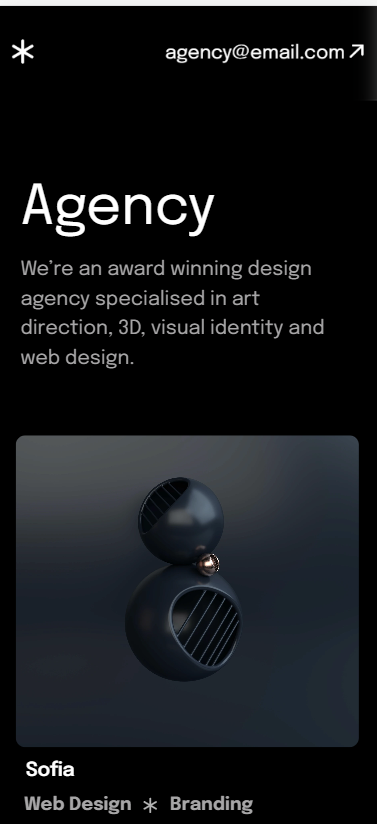 agency@email.com
Agency
We're an award winning design
agency specialised in art
direction, 3D, visual identity and
web design.
Sofia
Web Design * Branding